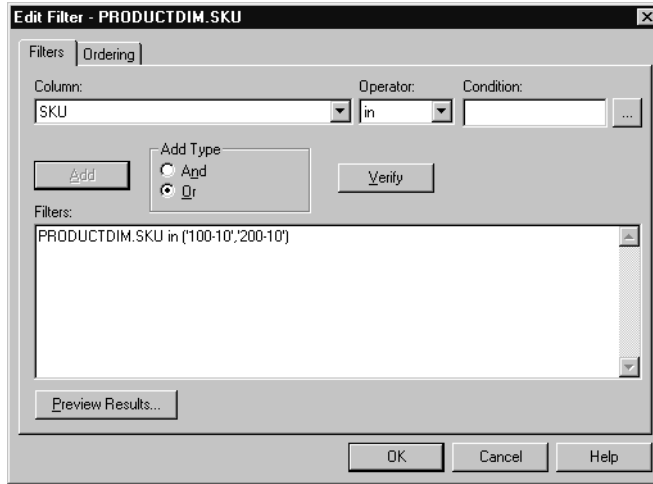 Edit Filter - PRODUCTDIM.SKU
Filters Ordering
Column: Operator: Condition:
SKU in ...
Add Type
Add And Verify
Or
Filters:
PRODUCTDIM.SKU in ('100-10','200-10')
Preview Results...
OK Cancel Help